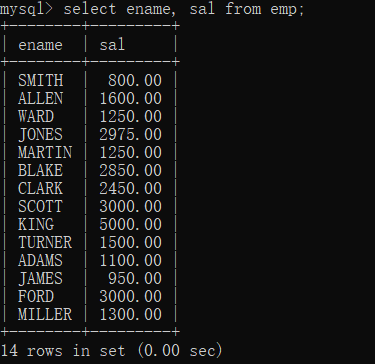 mysql> select ename, sal from emp;
+--------+---------+
| ename  | sal     |
+--------+---------+
| SMITH  |  800.00 |
| ALLEN  | 1600.00 |
| WARD   | 1250.00 |
| JONES  | 2975.00 |
| MARTIN | 1250.00 |
| BLAKE  | 2850.00 |
| CLARK  | 2450.00 |
| SCOTT  | 3000.00 |
| KING   | 5000.00 |
| TURNER | 1500.00 |
| ADAMS  | 1100.00 |
| JAMES  |  950.00 |
| FORD   | 3000.00 |
| MILLER | 1300.00 |
+--------+---------+
14 rows in set (0.00 sec)